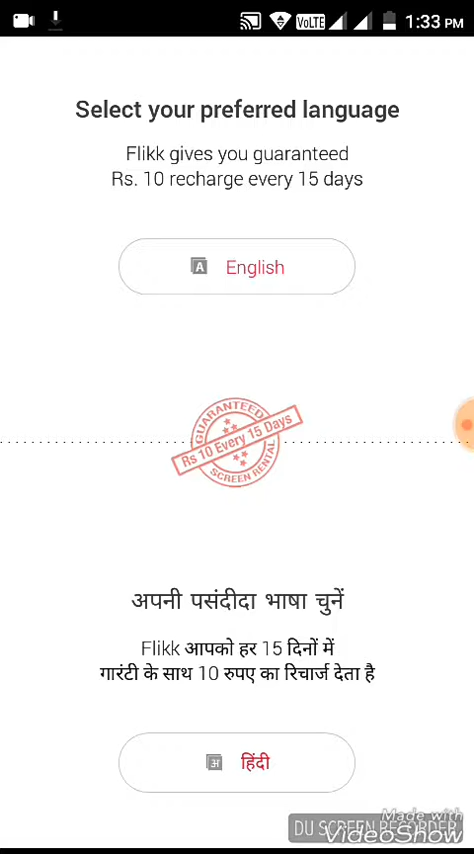 VoLTE 1:33 PM
Select your preferred language
Flikk gives you guaranteed
Rs. 10 recharge every 15 days
A English
GUARANTEED
Rs 10 Every 15 Days
SCREEN RENTAL
अपनी पसंदीदा भाषा चुनें
Flikk आपको हर 15 दिनों में
गारंटी के साथ 10 रुपए का रिचार्ज देता है
अ हिंदी
Made with
DU SCREEN RECORDER
VideoShow